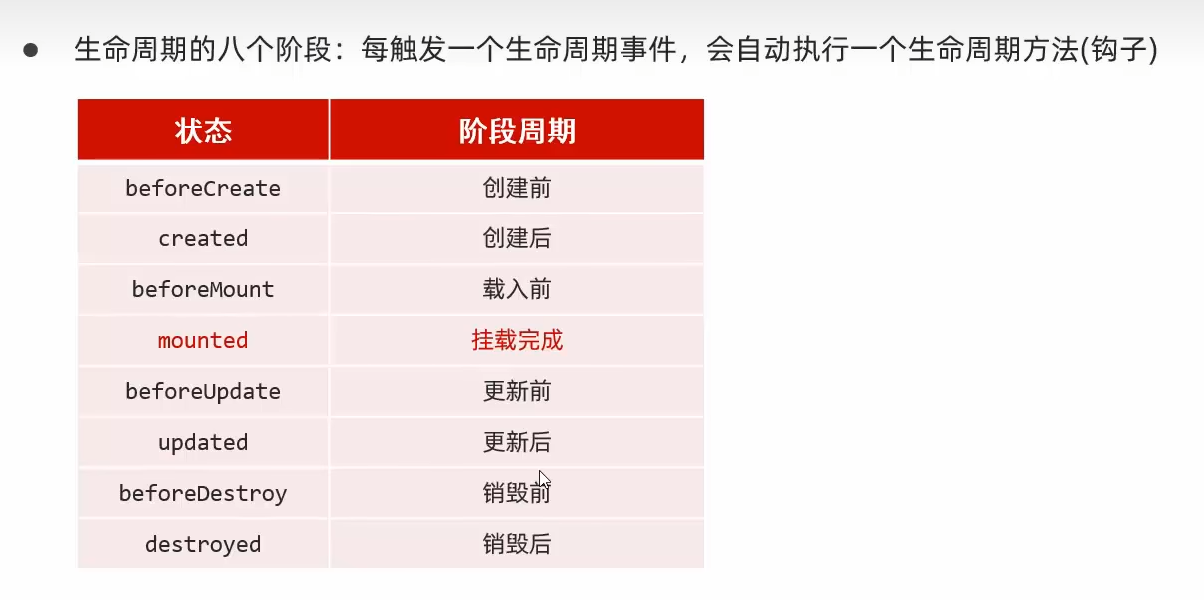 ● 生命周期的八个阶段：每触发一个生命周期事件，会自动执行一个生命周期方法(钩子)
状态 阶段周期
beforeCreate 创建前
created 创建后
beforeMount 载入前
mounted 挂载完成
beforeUpdate 更新前
updated 更新后
beforeDestroy 销毁前
destroyed 销毁后